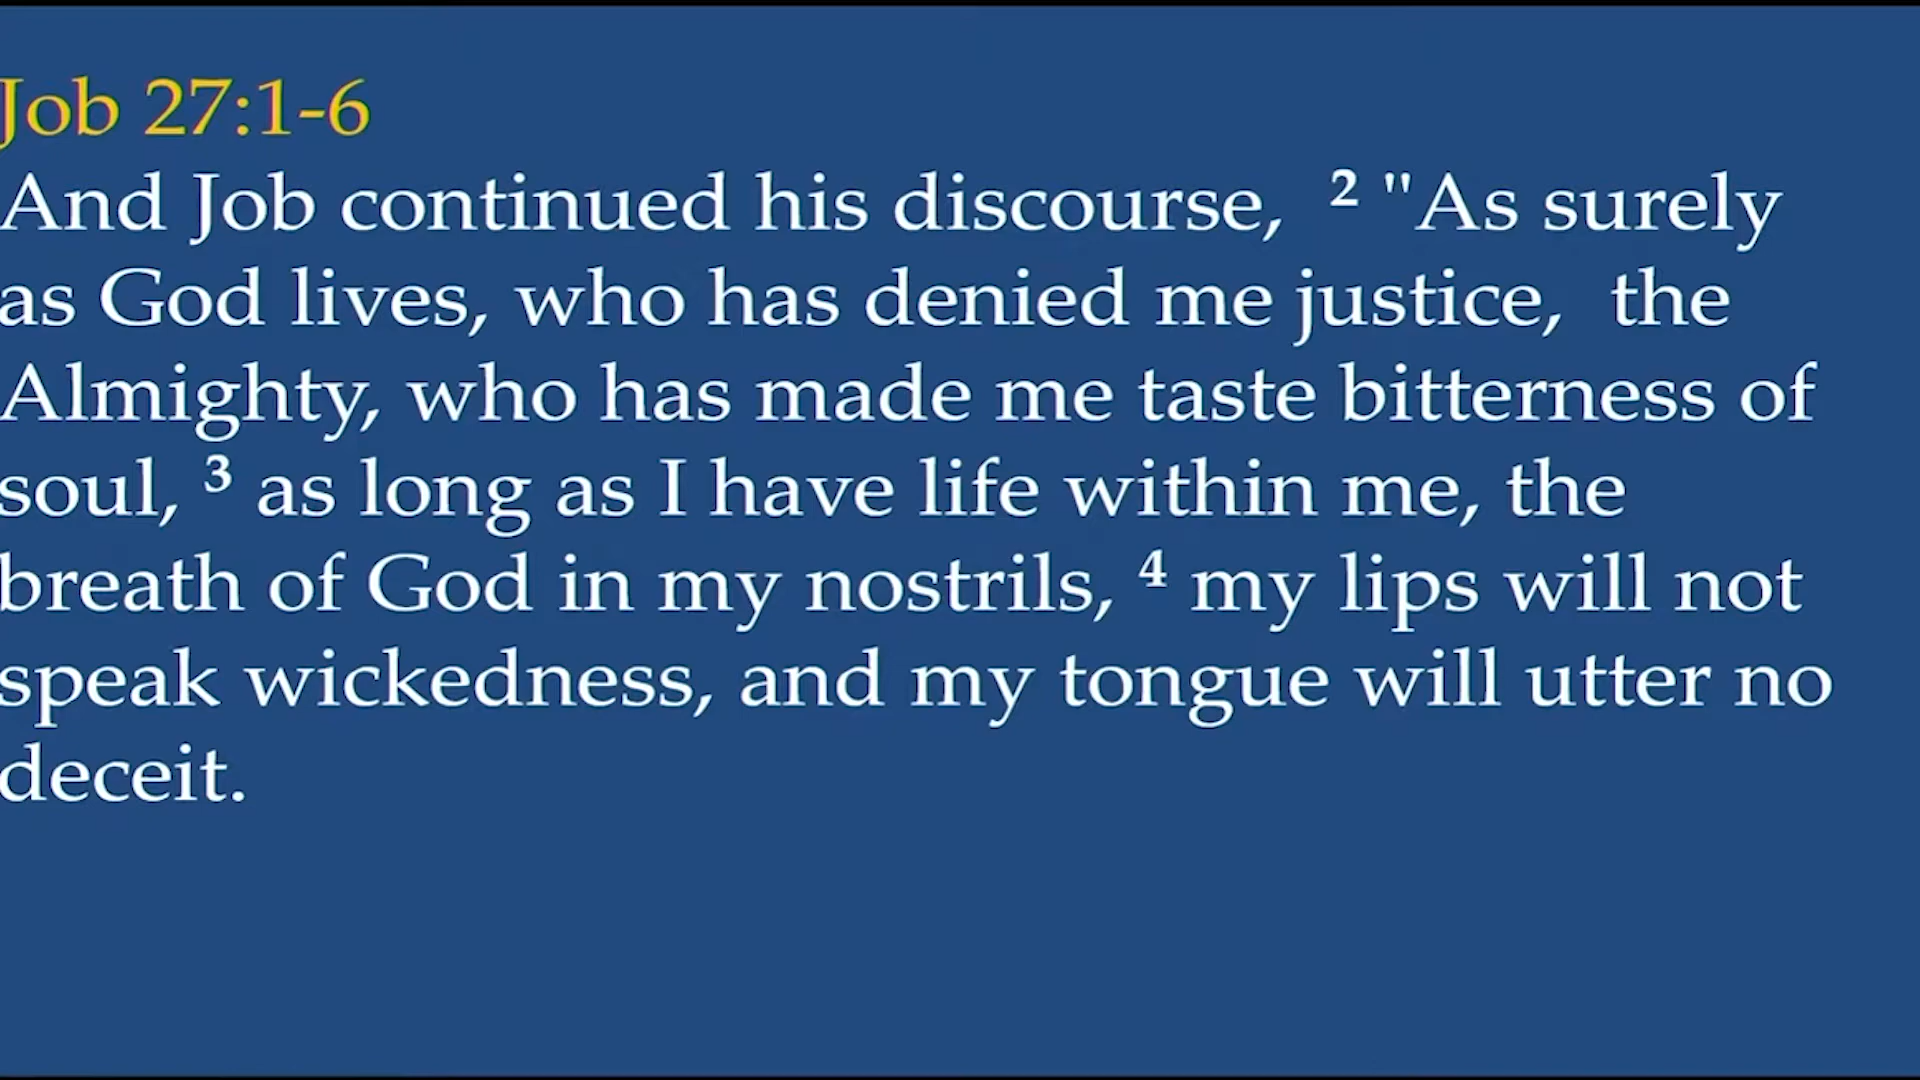 Job 27:1-6
And Job continued his discourse, ² "As surely
as God lives, who has denied me justice, the
Almighty, who has made me taste bitterness of
soul, ³ as long as I have life within me, the
breath of God in my nostrils, ⁴ my lips will not
speak wickedness, and my tongue will utter no
deceit.